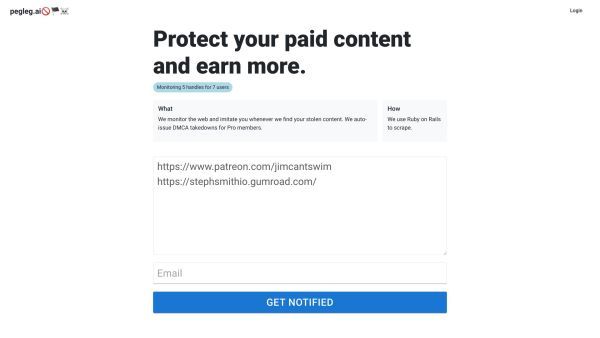 pegleg.ai🚫🏴☠️
Login
Protect your paid content
and earn more.
Monitoring 5 handles for 7 users
What
We monitor the web and imitate you whenever we find your stolen content. We auto-
issue DMCA takedowns for Pro members.
How
We use Ruby on Rails
to scrape.
https://www.patreon.com/jimcantswim
https://stephsmithio.gumroad.com/
Email
GET NOTIFIED